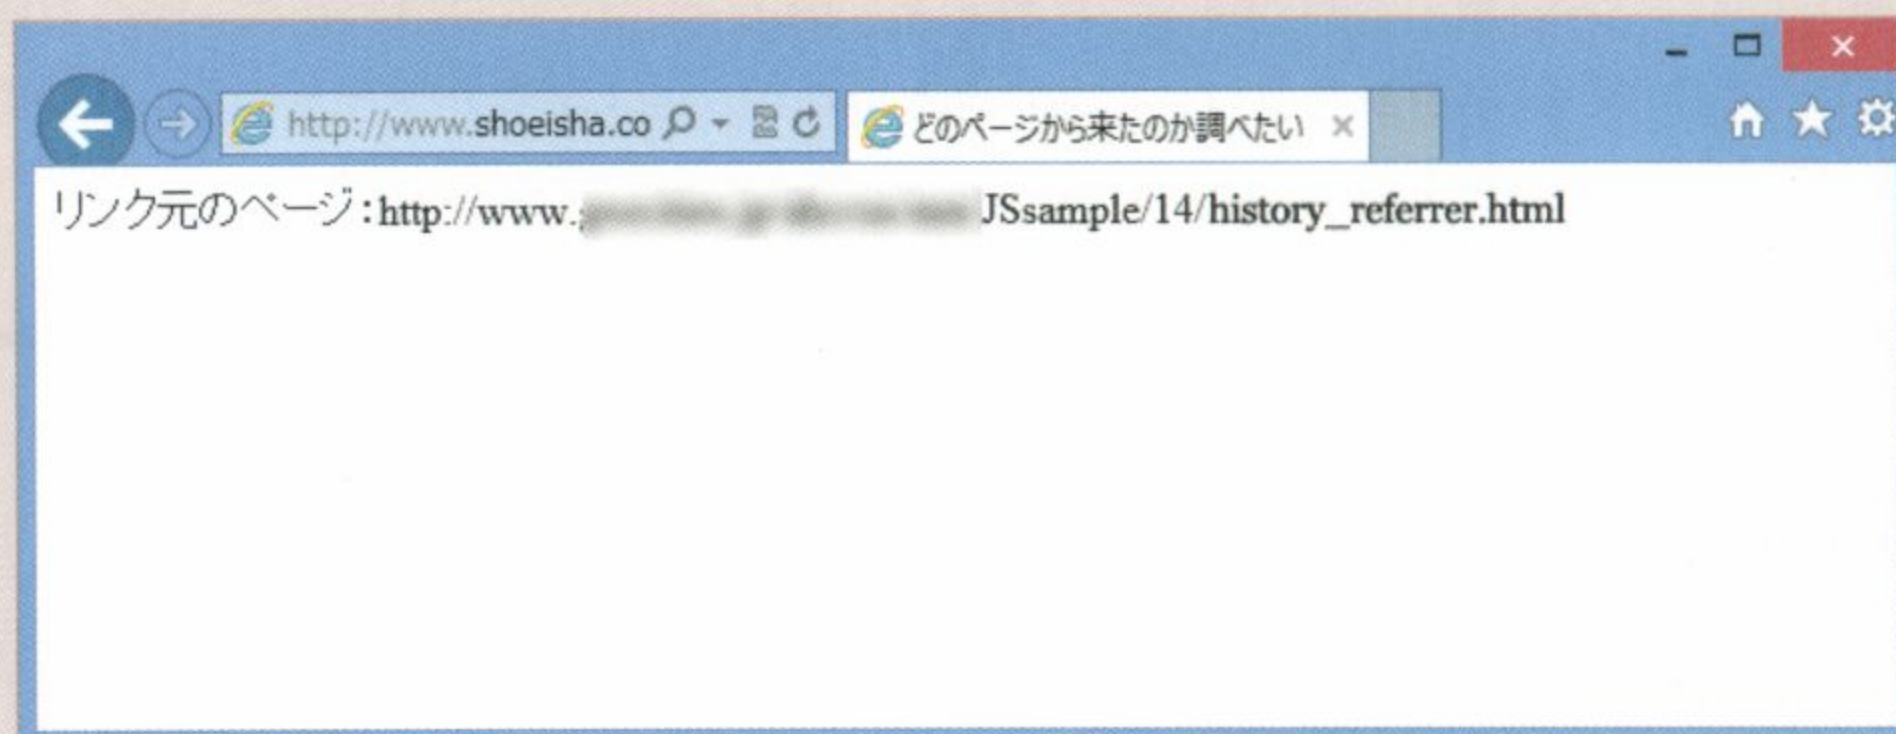 http://www.shoeisha.co
どのページから来たのか調べたい
リンク元のページ:http://www. JSsample/14/history_referrer.html